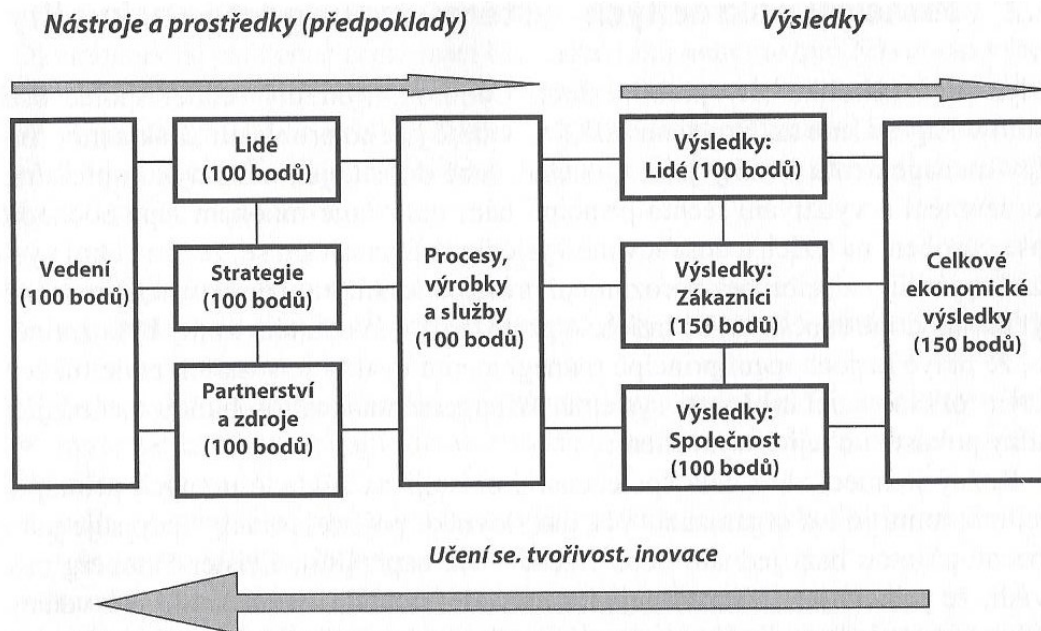 Nástroje a prostředky (předpoklady)
Výsledky
Vedení
(100 bodů)
Lidé
(100 bodů)
Strategie
(100 bodů)
Partnerství
a zdroje
(100 bodů)
Procesy,
výrobky
a služby
(100 bodů)
Výsledky:
Lidé (100 bodů)
Výsledky:
Zákazníci
(150 bodů)
Výsledky:
Společnost
(100 bodů)
Celkové
ekonomické
výsledky
(150 bodů)
Učení se, tvořivost, inovace